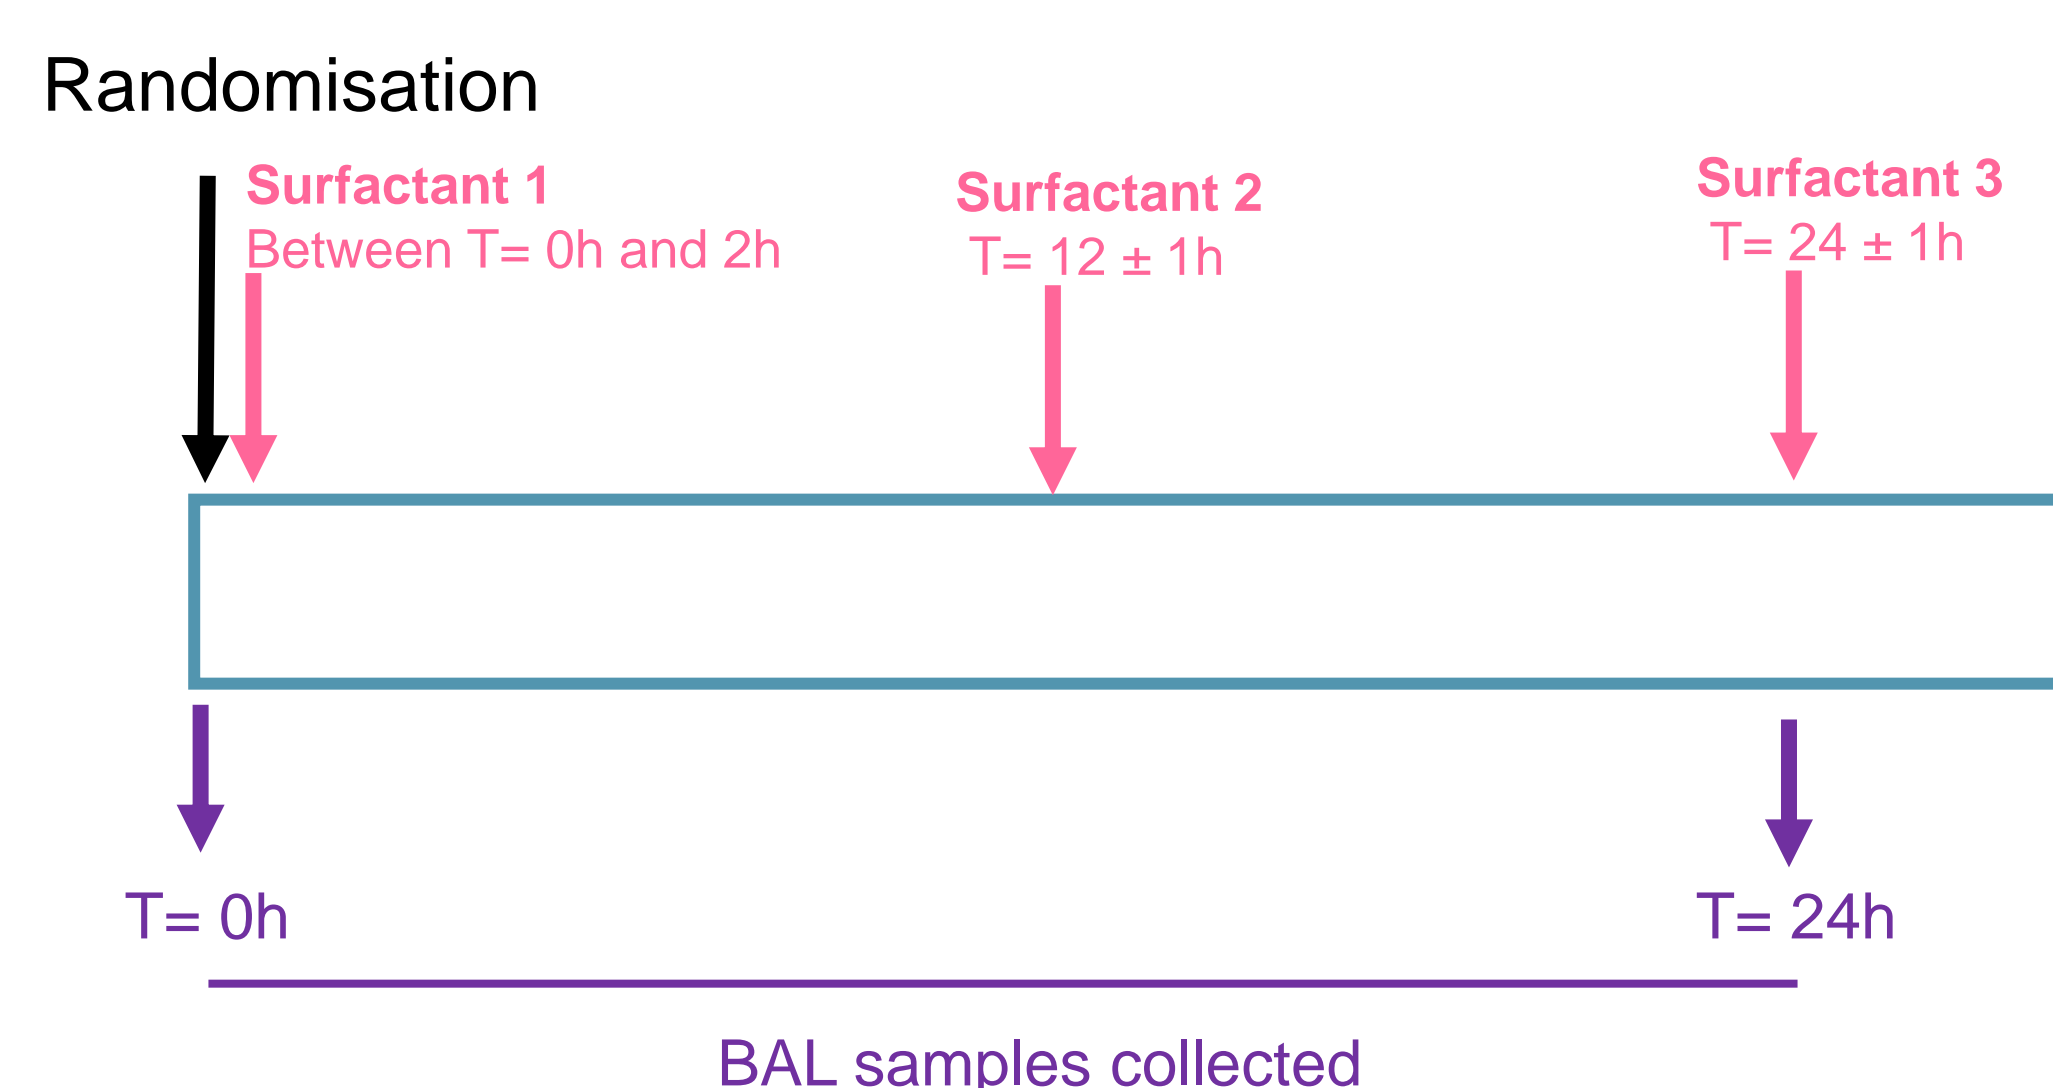 Randomisation
Surfactant 1
Between T= 0h and 2h
Surfactant 2
T= 12 ± 1h
Surfactant 3
T= 24 ± 1h
T= 0h
T= 24h
BAL samples collected